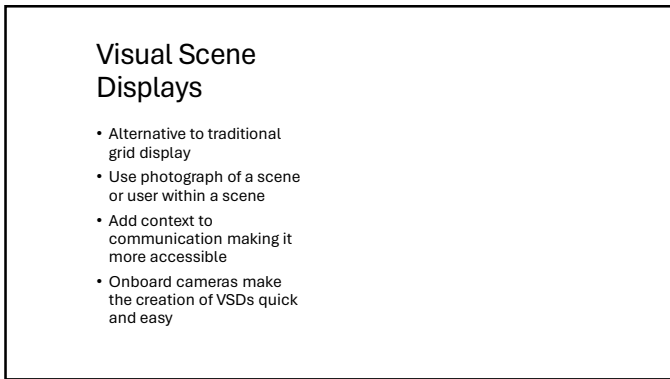 Visual Scene
Displays
• Alternative to traditional
grid display
• Use photograph of a scene
or user within a scene
• Add context to
communication making it
more accessible
• Onboard cameras make
the creation of VSDs quick
and easy